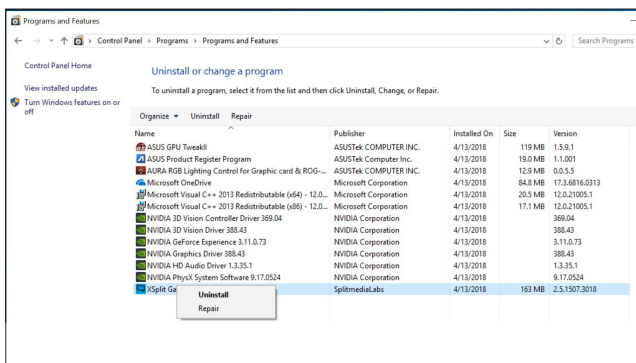 Programs and Features
Control Panel > Programs > Programs and Features
Search Programs
Control Panel Home
View installed updates
Turn Windows features on or
off
Uninstall or change a program
To uninstall a program, select it from the list and then click Uninstall, Change, or Repair.
Organize Uninstall Repair
Name Publisher Installed On Size Version
ASUS GPU TweakII ASUSTek COMPUTER INC. 4/13/2018 119 MB 1.5.9.1
ASUS Product Register Program ASUSTek Computer Inc. 4/13/2018 19.0 MB 1.1.001
AURA RGB Lighting Control for Graphic card & ROG-... ASUSTek COMPUTER INC. 4/13/2018 12.9 MB 0.0.5.5
Microsoft OneDrive Microsoft Corporation 4/13/2018 84.8 MB 17.3.6816.0313
Microsoft Visual C++ 2013 Redistributable (x64) - 12.0... Microsoft Corporation 4/13/2018 20.5 MB 12.0.21005.1
Microsoft Visual C++ 2013 Redistributable (x86) - 12.0... Microsoft Corporation 4/13/2018 17.1 MB 12.0.21005.1
NVIDIA 3D Vision Controller Driver 369.04 NVIDIA Corporation 4/13/2018 369.04
NVIDIA 3D Vision Driver 388.43 NVIDIA Corporation 4/13/2018 388.43
NVIDIA GeForce Experience 3.11.0.73 NVIDIA Corporation 4/13/2018 3.11.0.73
NVIDIA Graphics Driver 388.43 NVIDIA Corporation 4/13/2018 388.43
NVIDIA HD Audio Driver 1.3.35.1 NVIDIA Corporation 4/13/2018 1.3.35.1
NVIDIA PhysX System Software 9.17.0524 NVIDIA Corporation 4/13/2018 9.17.0524
XSplit Ga SplitmediaLabs 4/13/2018 163 MB 2.5.1507.3018
Uninstall
Repair